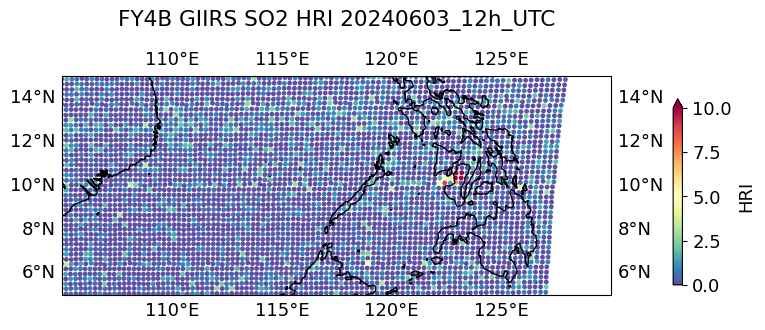 FY4B GIIRS SO2 HRI 20240603_12h_UTC
110°E 115°E 120°E 125°E
14°N 14°N 10.0
12°N 12°N 7.5
10°N 10°N 5.0 HRI
8°N 8°N 2.5
6°N 6°N 0.0
110°E 115°E 120°E 125°E